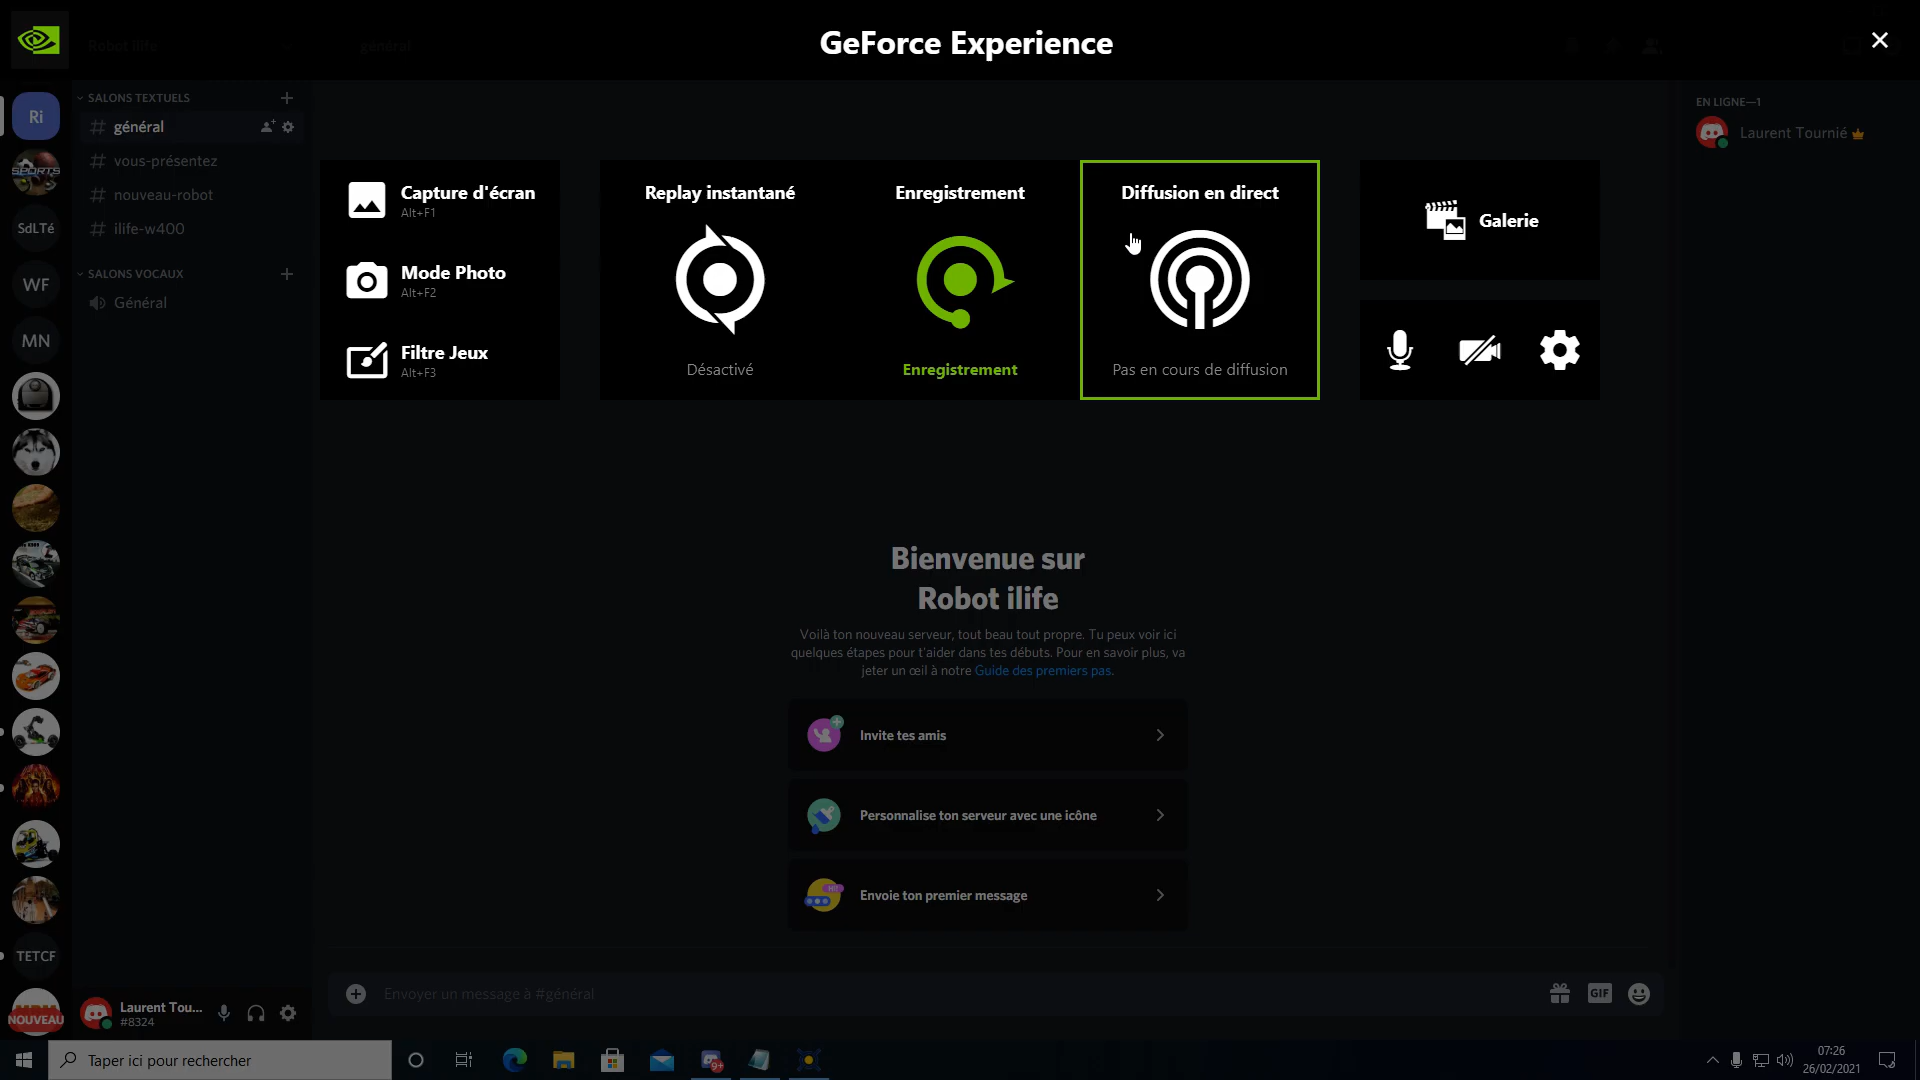 GeForce Experience
Robot ilife
général
Ri
SPORTS
SdLTé
WF
MN
TETCF
NOUVEAU
SALONS TEXTUELS
général
vous-présentez
nouveau-robot
ilife-w400
SALONS VOCAUX
Général
Capture d'écran
Alt+F1
Mode Photo
Alt+F2
Filtre Jeux
Alt+F3
Replay instantané
Désactivé
Enregistrement
Enregistrement
Diffusion en direct
Pas en cours de diffusion
Galerie
EN LIGNE—1
Laurent Tournié
Bienvenue sur
Robot ilife
Voilà ton nouveau serveur, tout beau tout propre. Tu peux voir ici
quelques étapes pour t'aider dans tes débuts. Pour en savoir plus, va
jeter un œil à notre Guide des premiers pas.
Invite tes amis
Personnalise ton serveur avec une icône
Envoie ton premier message
Laurent Tou...
#8324
Envoyer un message à #général
GIF
Taper ici pour rechercher
9+
07:26
26/02/2021